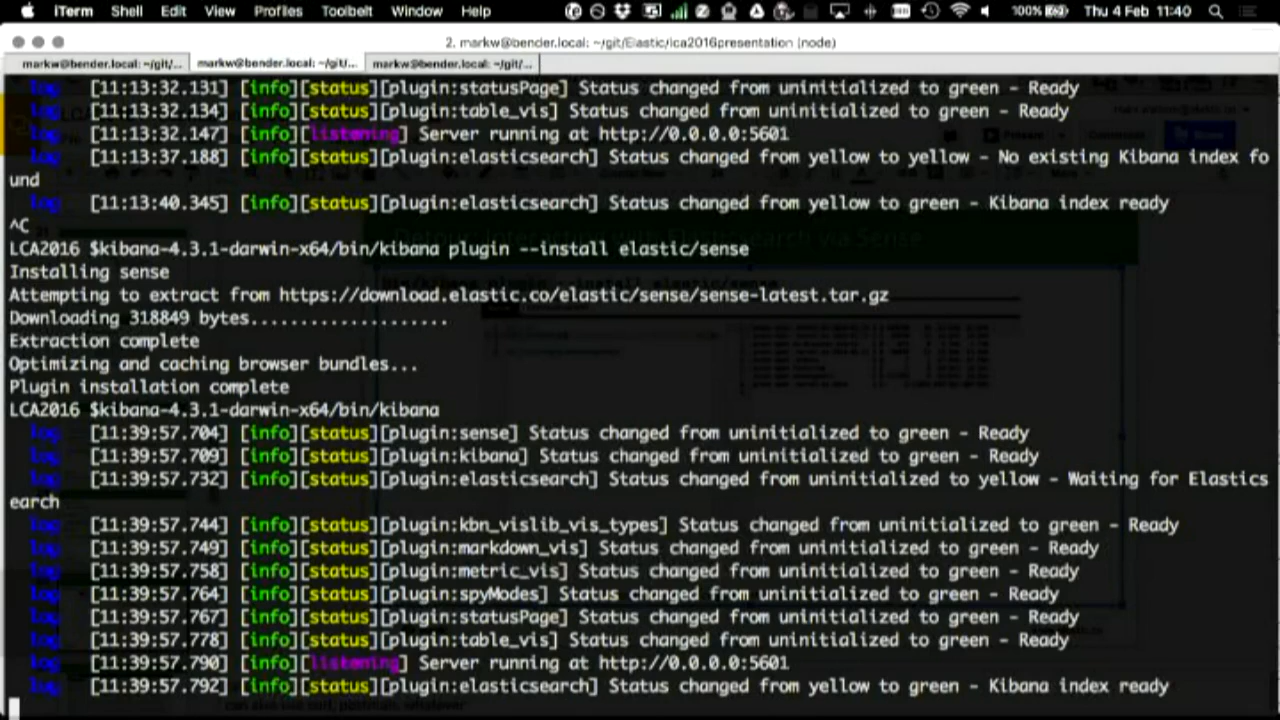 iTerm Shell Edit View Profiles Toolbelt Window Help 100% Thu 4 Feb 11:40
2. markw@bender.local: ~/git/Elastic/lca2016presentation (node)
markw@bender.local: ~/git/... markw@bender.local: ~/git/... markw@bender.local: ~/git/...
log [11:13:32.131] [info][status][plugin:statusPage] Status changed from uninitialized to green - Ready
log [11:13:32.134] [info][status][plugin:table_vis] Status changed from uninitialized to green - Ready
log [11:13:32.147] [info][listening] Server running at http://0.0.0.0:5601
log [11:13:37.188] [info][status][plugin:elasticsearch] Status changed from yellow to yellow - No existing Kibana index fo
und
log [11:13:40.345] [info][status][plugin:elasticsearch] Status changed from yellow to green - Kibana index ready
^C
LCA2016 $kibana-4.3.1-darwin-x64/bin/kibana plugin --install elastic/sense
Installing sense
Attempting to extract from https://download.elastic.co/elastic/sense/sense-latest.tar.gz
Downloading 318849 bytes....................
Extraction complete
Optimizing and caching browser bundles...
Plugin installation complete
LCA2016 $kibana-4.3.1-darwin-x64/bin/kibana
log [11:39:57.704] [info][status][plugin:sense] Status changed from uninitialized to green - Ready
log [11:39:57.709] [info][status][plugin:kibana] Status changed from uninitialized to green - Ready
log [11:39:57.732] [info][status][plugin:elasticsearch] Status changed from uninitialized to yellow - Waiting for Elastics
earch
log [11:39:57.744] [info][status][plugin:kbn_vislib_vis_types] Status changed from uninitialized to green - Ready
log [11:39:57.749] [info][status][plugin:markdown_vis] Status changed from uninitialized to green - Ready
log [11:39:57.758] [info][status][plugin:metric_vis] Status changed from uninitialized to green - Ready
log [11:39:57.764] [info][status][plugin:spyModes] Status changed from uninitialized to green - Ready
log [11:39:57.767] [info][status][plugin:statusPage] Status changed from uninitialized to green - Ready
log [11:39:57.778] [info][status][plugin:table_vis] Status changed from uninitialized to green - Ready
log [11:39:57.790] [info][listening] Server running at http://0.0.0.0:5601
log [11:39:57.792] [info][status][plugin:elasticsearch] Status changed from yellow to green - Kibana index ready